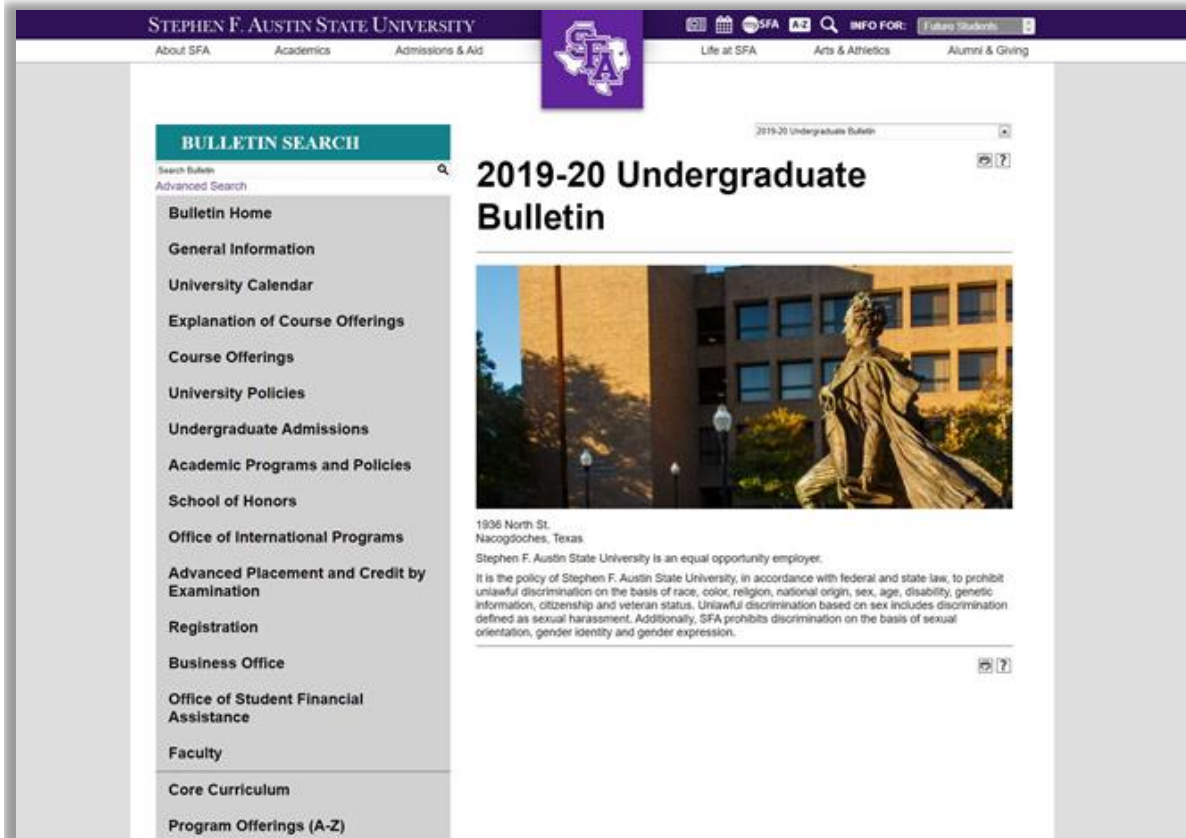 STEPHEN F. AUSTIN STATE UNIVERSITY
mySFA A-Z INFO FOR: Future Students
About SFA Academics Admissions & Aid Life at SFA Arts & Athletics Alumni & Giving
SFA
2019-20 Undergraduate Bulletin
BULLETIN SEARCH
Search Bulletin
Advanced Search
Bulletin Home
General Information
University Calendar
Explanation of Course Offerings
Course Offerings
University Policies
Undergraduate Admissions
Academic Programs and Policies
School of Honors
Office of International Programs
Advanced Placement and Credit by
Examination
Registration
Business Office
Office of Student Financial
Assistance
Faculty
Core Curriculum
Program Offerings (A-Z)
?
2019-20 Undergraduate
Bulletin
1936 North St.
Nacogdoches, Texas
Stephen F. Austin State University is an equal opportunity employer.
It is the policy of Stephen F. Austin State University, in accordance with federal and state law, to prohibit
unlawful discrimination on the basis of race, color, religion, national origin, sex, age, disability, genetic
information, citizenship and veteran status. Unlawful discrimination based on sex includes discrimination
defined as sexual harassment. Additionally, SFA prohibits discrimination on the basis of sexual
orientation, gender identity and gender expression.
?